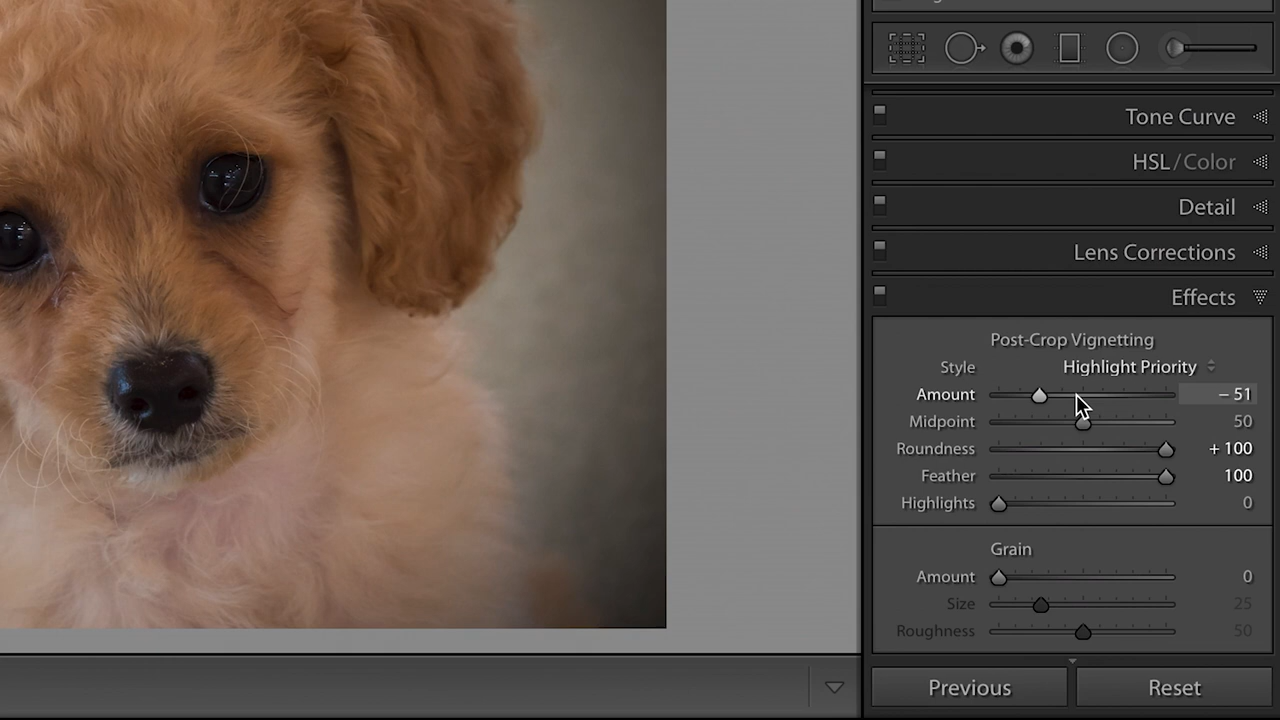 Tone Curve
HSL / Color
Detail
Lens Corrections
Effects
Post-Crop Vignetting
Style Highlight Priority
Amount – 51
Midpoint 50
Roundness + 100
Feather 100
Highlights 0
Grain
Amount 0
Size 25
Roughness 50
Previous Reset